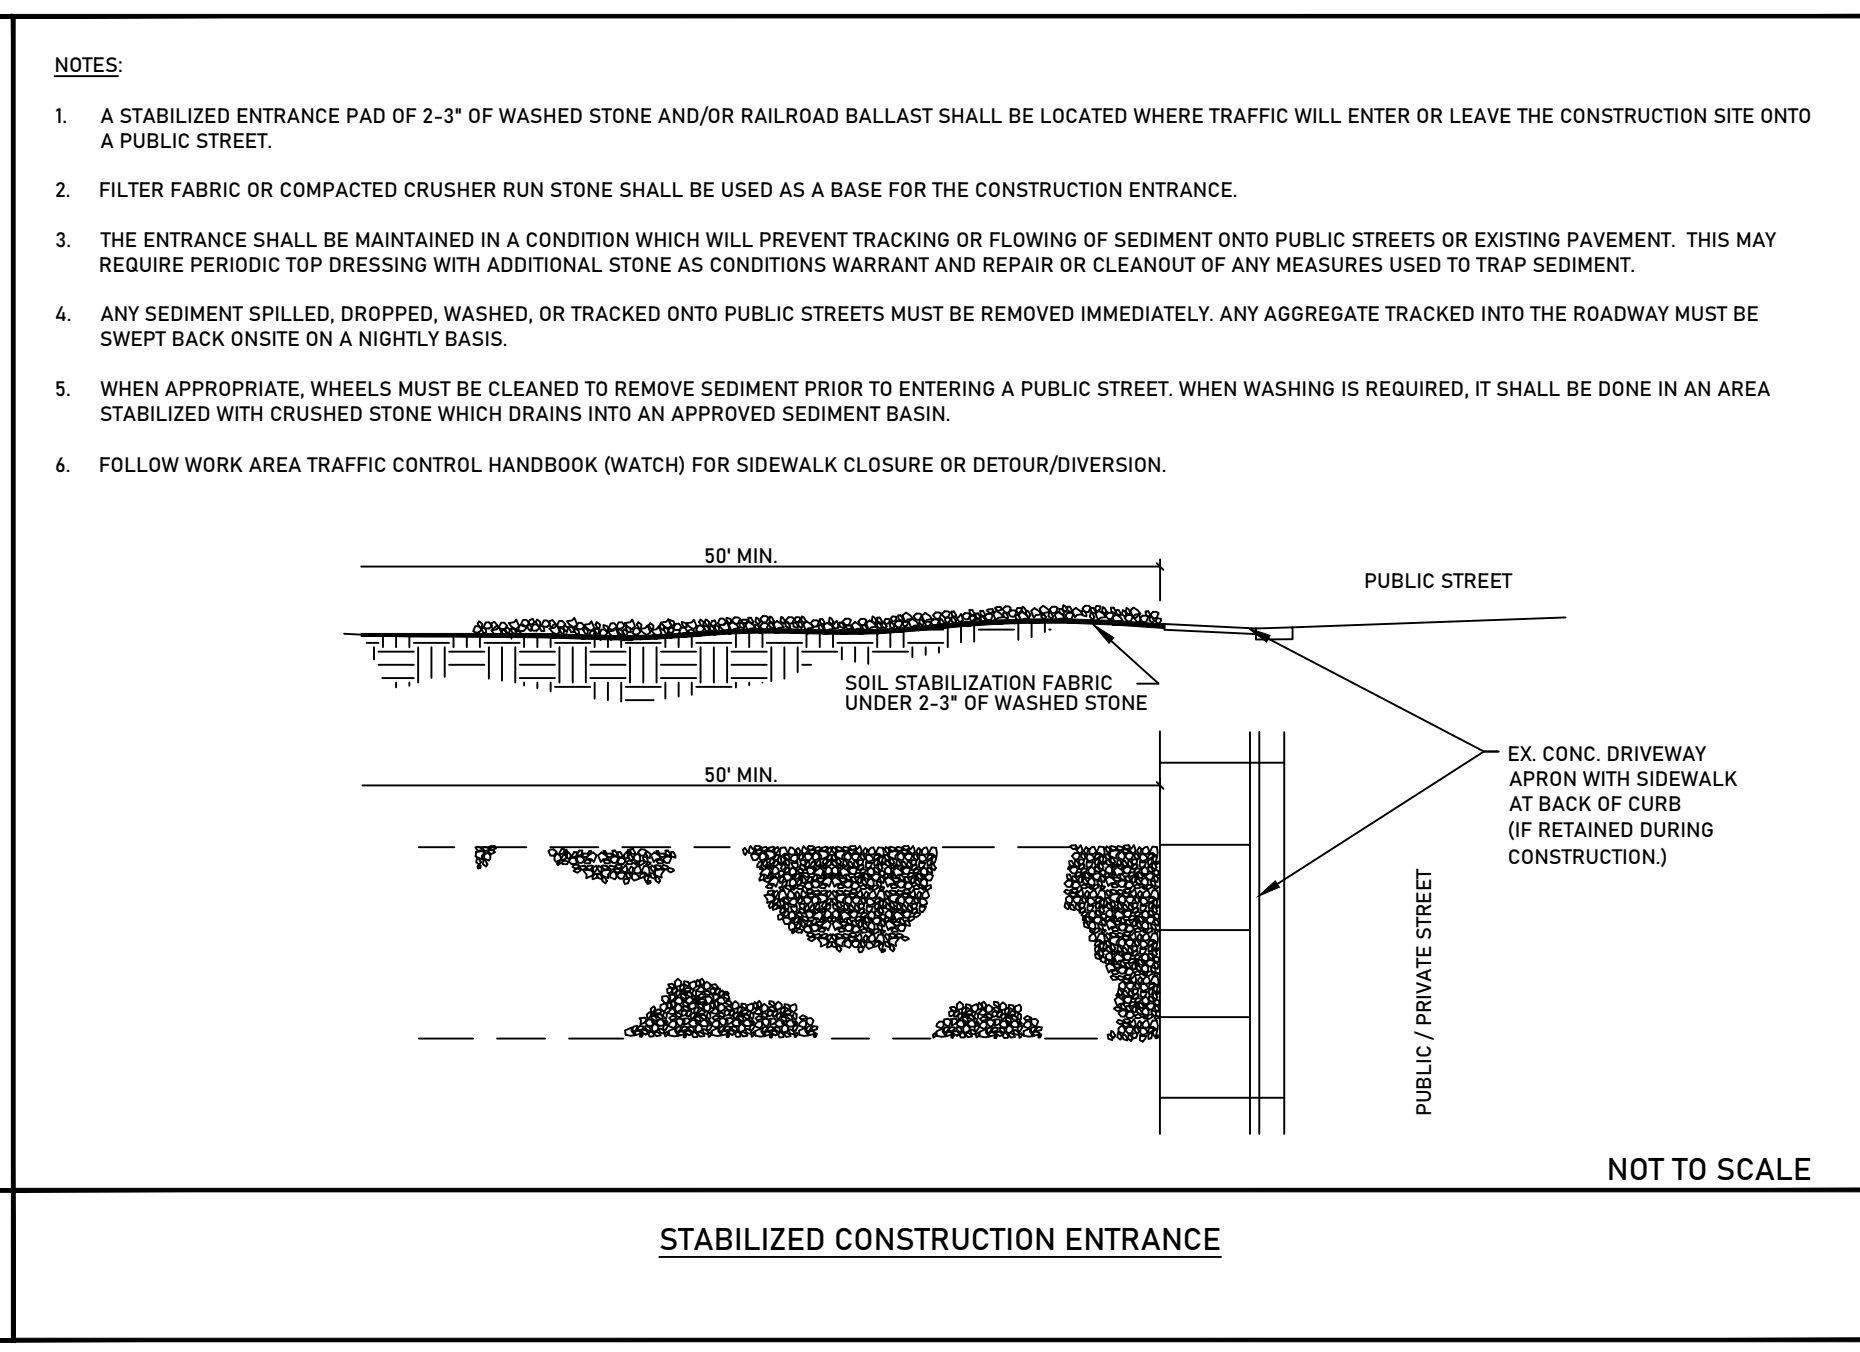 NOTES:
1. A STABILIZED ENTRANCE PAD OF 2-3" OF WASHED STONE AND/OR RAILROAD BALLAST SHALL BE LOCATED WHERE TRAFFIC WILL ENTER OR LEAVE THE CONSTRUCTION SITE ONTO
A PUBLIC STREET.
2. FILTER FABRIC OR COMPACTED CRUSHER RUN STONE SHALL BE USED AS A BASE FOR THE CONSTRUCTION ENTRANCE.
3. THE ENTRANCE SHALL BE MAINTAINED IN A CONDITION WHICH WILL PREVENT TRACKING OR FLOWING OF SEDIMENT ONTO PUBLIC STREETS OR EXISTING PAVEMENT. THIS MAY
REQUIRE PERIODIC TOP DRESSING WITH ADDITIONAL STONE AS CONDITIONS WARRANT AND REPAIR OR CLEANOUT OF ANY MEASURES USED TO TRAP SEDIMENT.
4. ANY SEDIMENT SPILLED, DROPPED, WASHED, OR TRACKED ONTO PUBLIC STREETS MUST BE REMOVED IMMEDIATELY. ANY AGGREGATE TRACKED INTO THE ROADWAY MUST BE
SWEPT BACK ONSITE ON A NIGHTLY BASIS.
5. WHEN APPROPRIATE, WHEELS MUST BE CLEANED TO REMOVE SEDIMENT PRIOR TO ENTERING A PUBLIC STREET. WHEN WASHING IS REQUIRED, IT SHALL BE DONE IN AN AREA
STABILIZED WITH CRUSHED STONE WHICH DRAINS INTO AN APPROVED SEDIMENT BASIN.
6. FOLLOW WORK AREA TRAFFIC CONTROL HANDBOOK (WATCH) FOR SIDEWALK CLOSURE OR DETOUR/DIVERSION.
50' MIN.
PUBLIC STREET
SOIL STABILIZATION FABRIC
UNDER 2-3" OF WASHED STONE
50' MIN.
EX. CONC. DRIVEWAY
APRON WITH SIDEWALK
AT BACK OF CURB
(IF RETAINED DURING
CONSTRUCTION.)
PUBLIC / PRIVATE STREET
NOT TO SCALE
STABILIZED CONSTRUCTION ENTRANCE